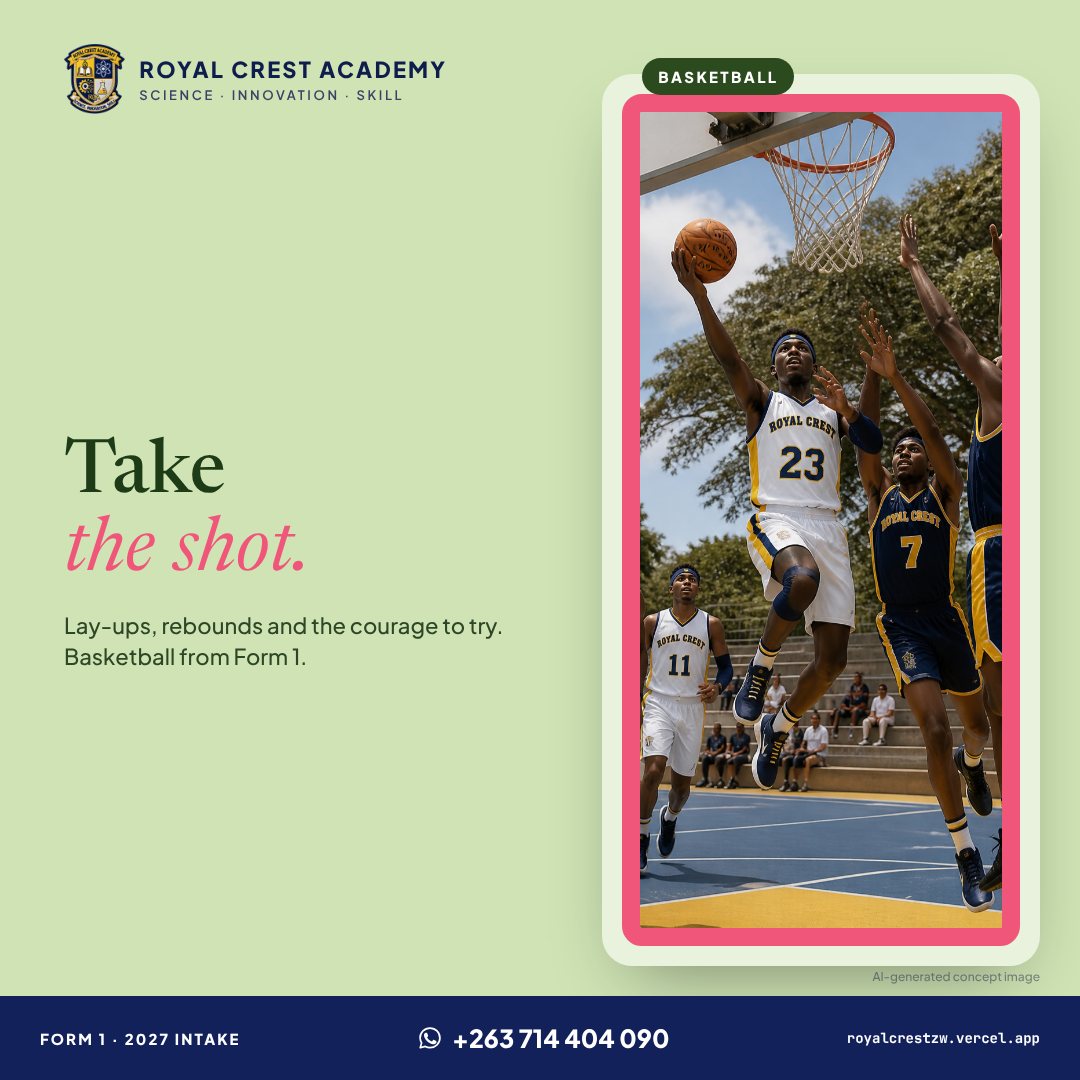 ROYAL CREST ACADEMY
SCIENCE · INNOVATION · SKILL
BASKETBALL
ROYAL CREST
23
ROYAL CREST
7
ROYAL CREST
11
Take
the shot.
Lay-ups, rebounds and the courage to try.
Basketball from Form 1.
AI-generated concept image
FORM 1 · 2027 INTAKE
+263 714 404 090
royalcrestzw.vercel.app